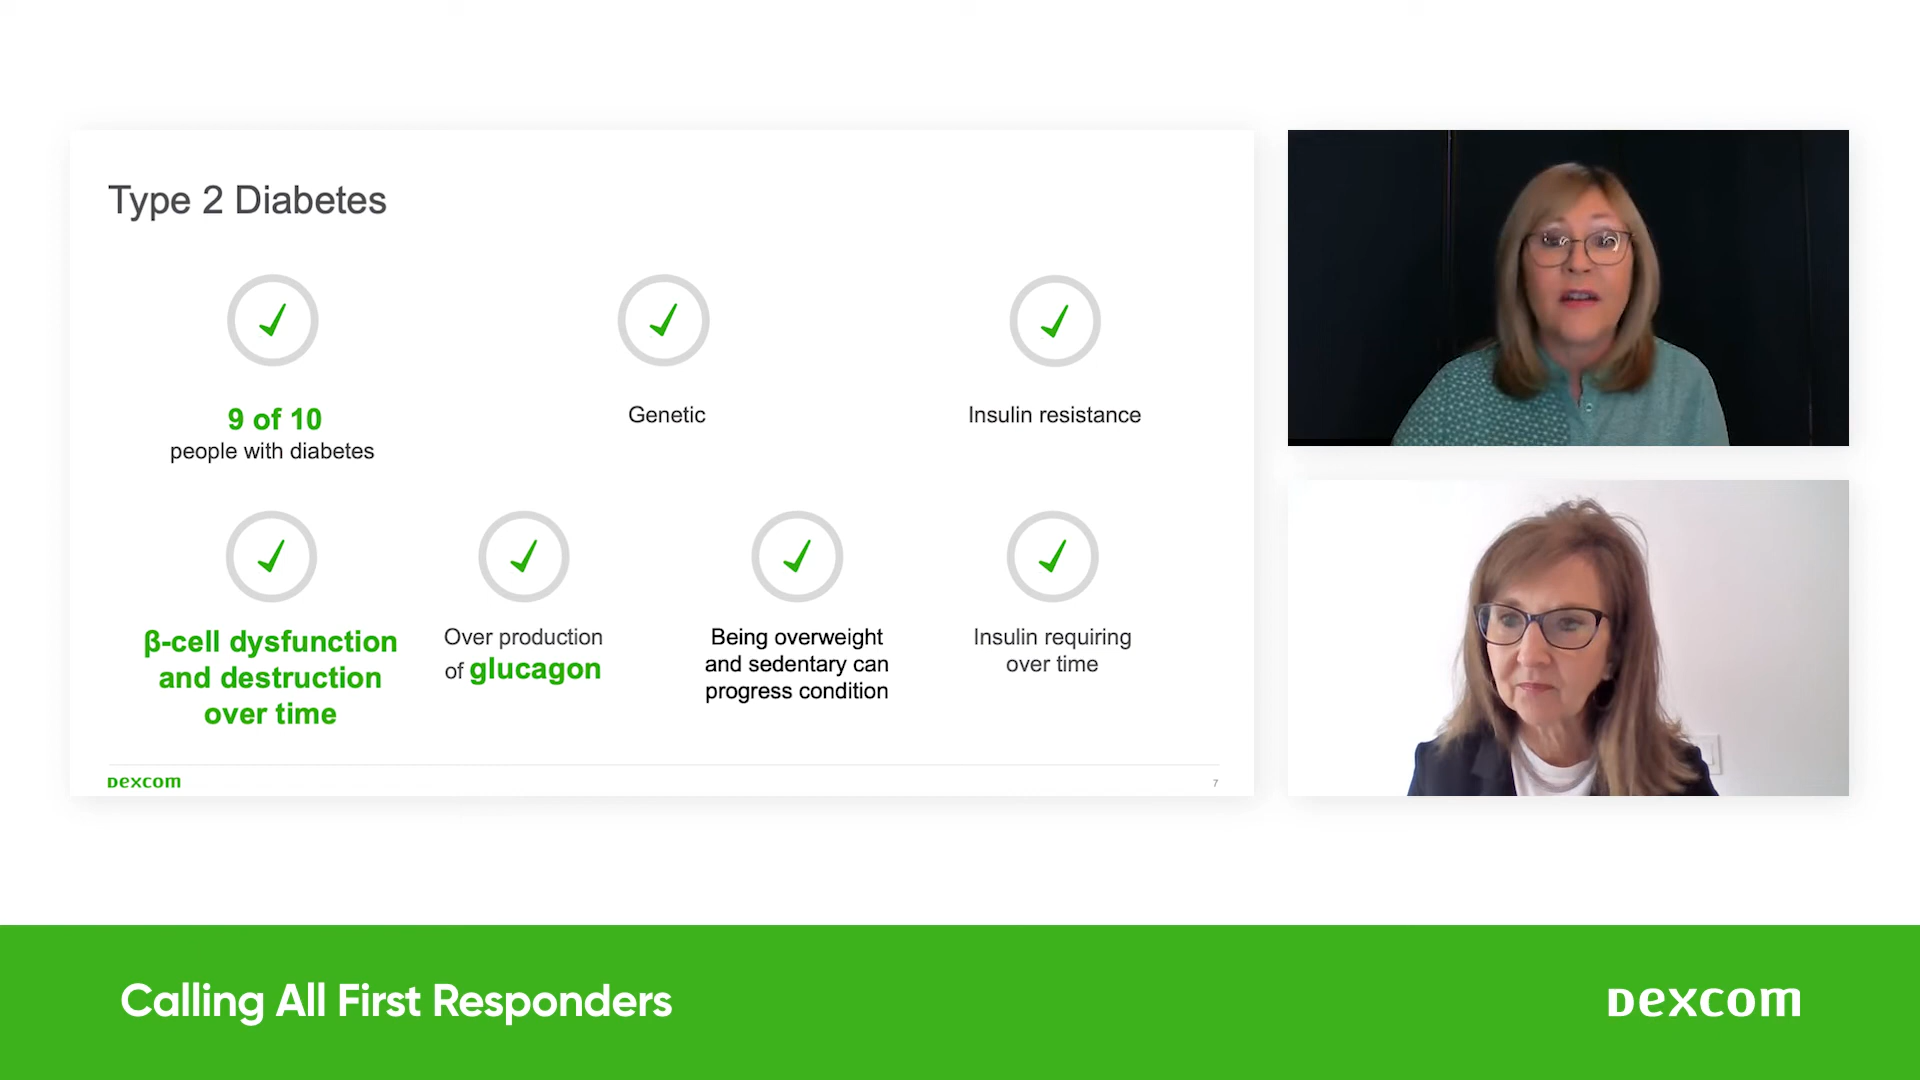 Type 2 Diabetes
9 of 10
people with diabetes
Genetic
Insulin resistance
β-cell dysfunction
and destruction
over time
Over production
of glucagon
Being overweight
and sedentary can
progress condition
Insulin requiring
over time
Dexcom
7
Calling All First Responders
Dexcom